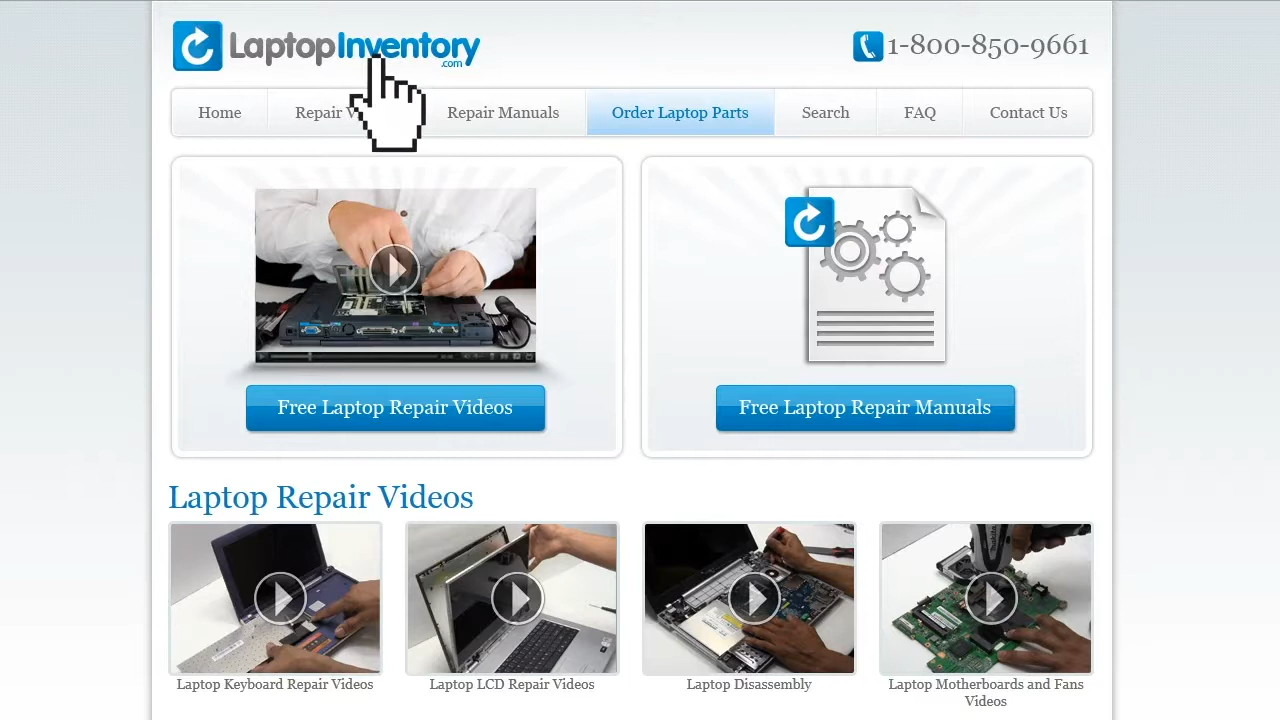 LaptopInventory
.com
1-800-850-9661
Home
Repair V
Repair Manuals
Order Laptop Parts
Search
FAQ
Contact Us
Free Laptop Repair Videos
Free Laptop Repair Manuals
Laptop Repair Videos
Laptop Keyboard Repair Videos
Laptop LCD Repair Videos
Laptop Disassembly
Laptop Motherboards and Fans
Videos